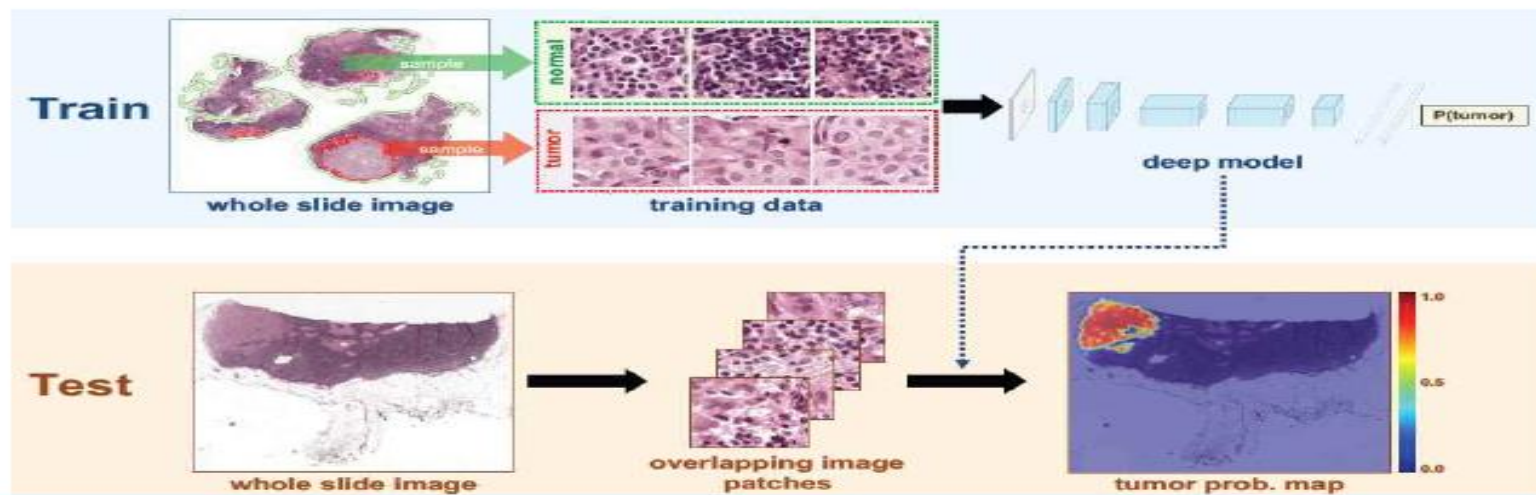 Train
sample
sample
whole slide image
normal
tumor
training data
P(tumor)
deep model
Test
whole slide image
overlapping image
patches
1.0
0.5
0.0
tumor prob. map